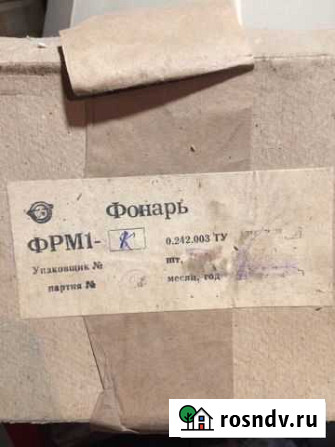 Фонарь
ФРМ1-К 0.242.003 ТУ
Упаковщик № шт.
партия № месяц, год
rosndv.ru